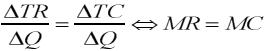 ΔTR/ΔQ = ΔTC/ΔQ ⇔ MR = MC